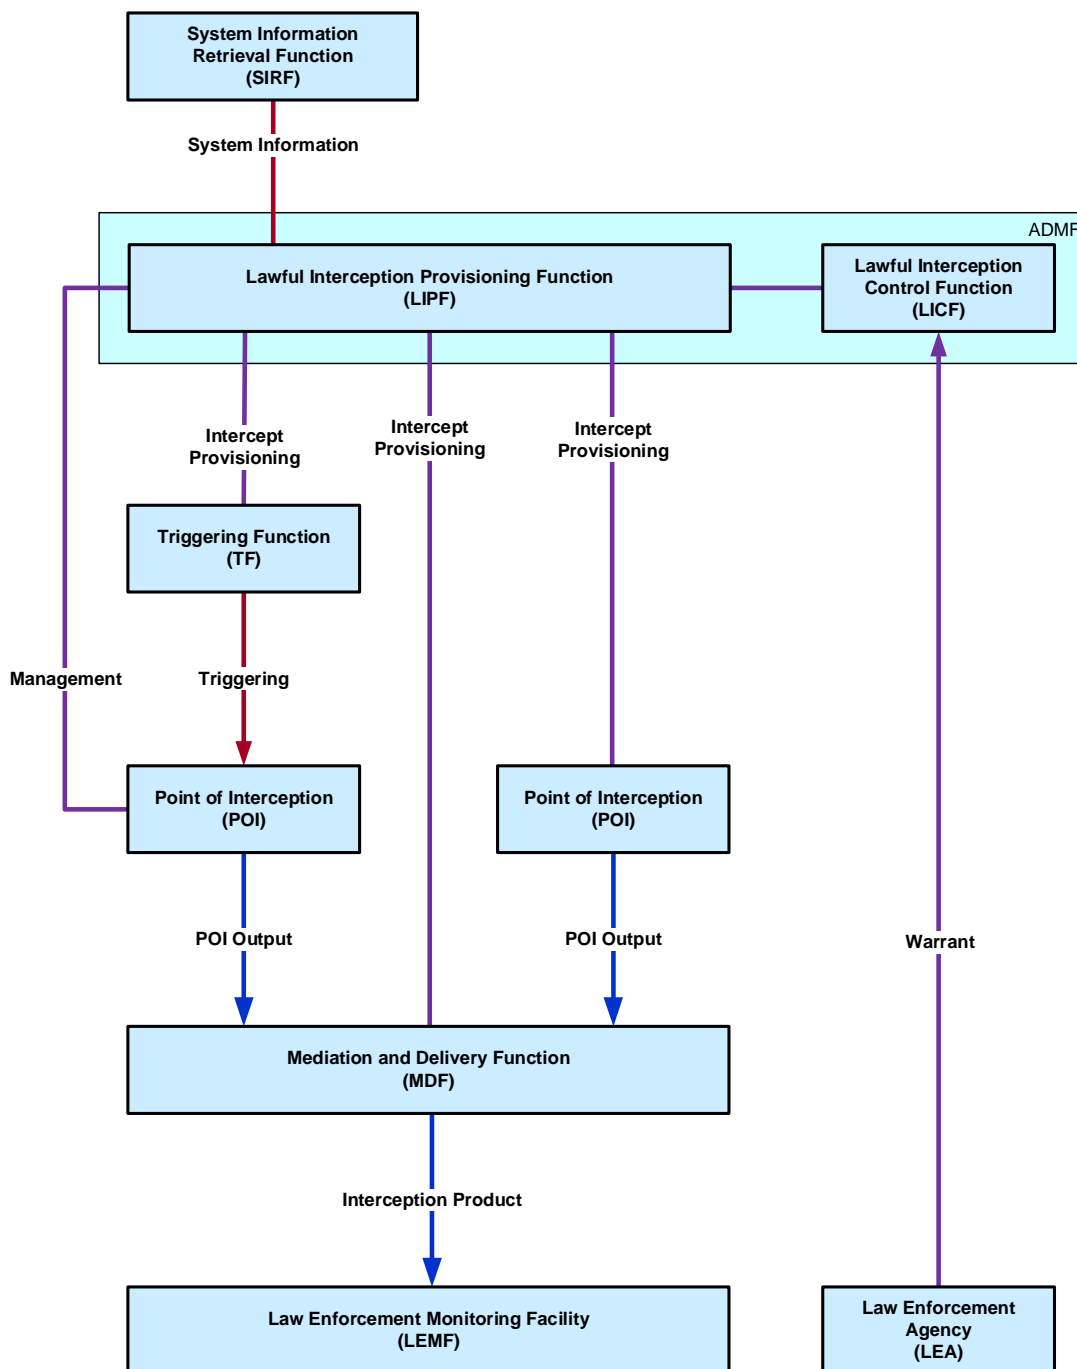 System Information
Retrieval Function
(SIRF)
System Information
ADMF
Lawful Interception Provisioning Function
(LIPF)
Lawful Interception
Control Function
(LICF)
Intercept
Provisioning
Intercept
Provisioning
Intercept
Provisioning
Triggering Function
(TF)
Management
Triggering
Point of Interception
(POI)
Point of Interception
(POI)
POI Output
POI Output
Warrant
Mediation and Delivery Function
(MDF)
Interception Product
Law Enforcement Monitoring Facility
(LEMF)
Law Enforcement
Agency
(LEA)